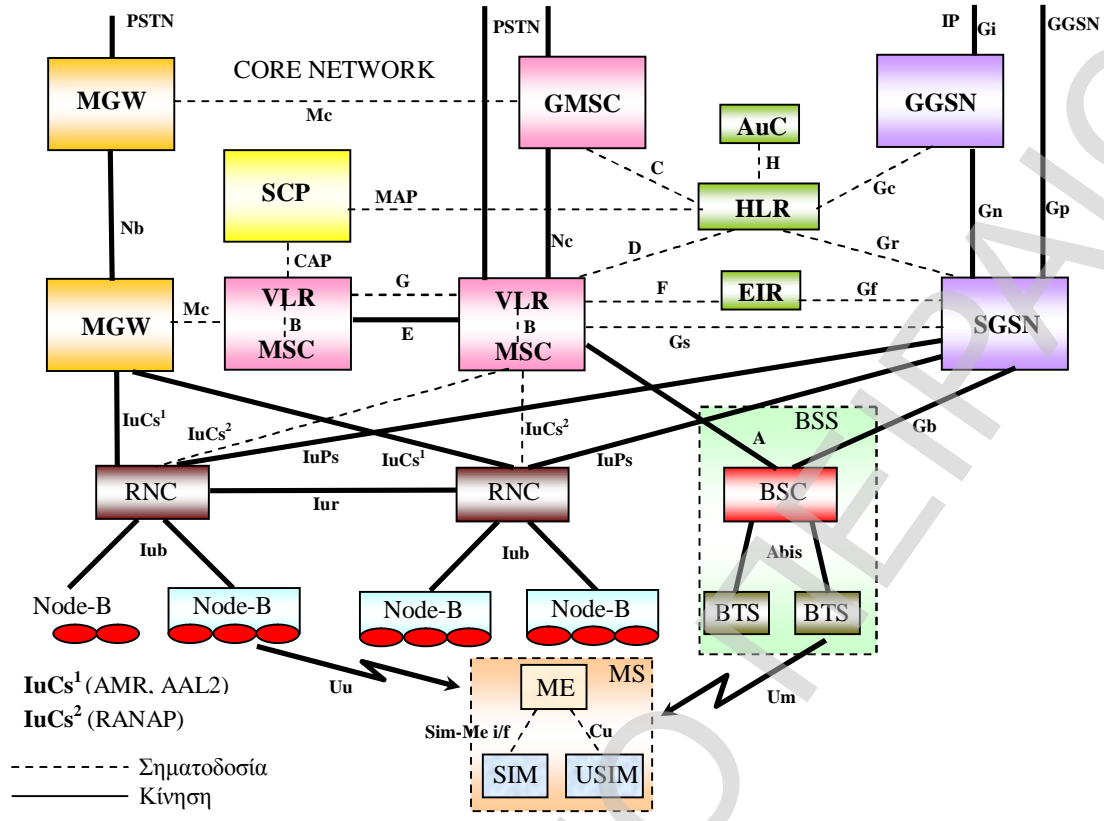 PSTN
PSTN
IP
Gi
GGSN
CORE NETWORK
MGW
Mc
GMSC
GGSN
AuC
H
C
Gc
SCP
MAP
HLR
Nb
Nc
Gn
Gp
CAP
D
Gr
MGW
Mc
VLR
B
MSC
G
E
VLR
B
MSC
F
EIR
Gf
Gs
SGSN
IuCs¹
IuCs²
IuPs
IuCs¹
IuCs²
IuPs
A
BSS
Gb
RNC
Iur
RNC
BSC
Iub
Iub
Abis
Node-B
Node-B
Node-B
Node-B
BTS
BTS
Uu
MS
ME
Um
Sim-Me i/f
Cu
SIM
USIM
IuCs¹ (AMR, AAL2)
IuCs² (RANAP)
Σηματοδοσία
Κίνηση
ΠΕΙΡΑΙ